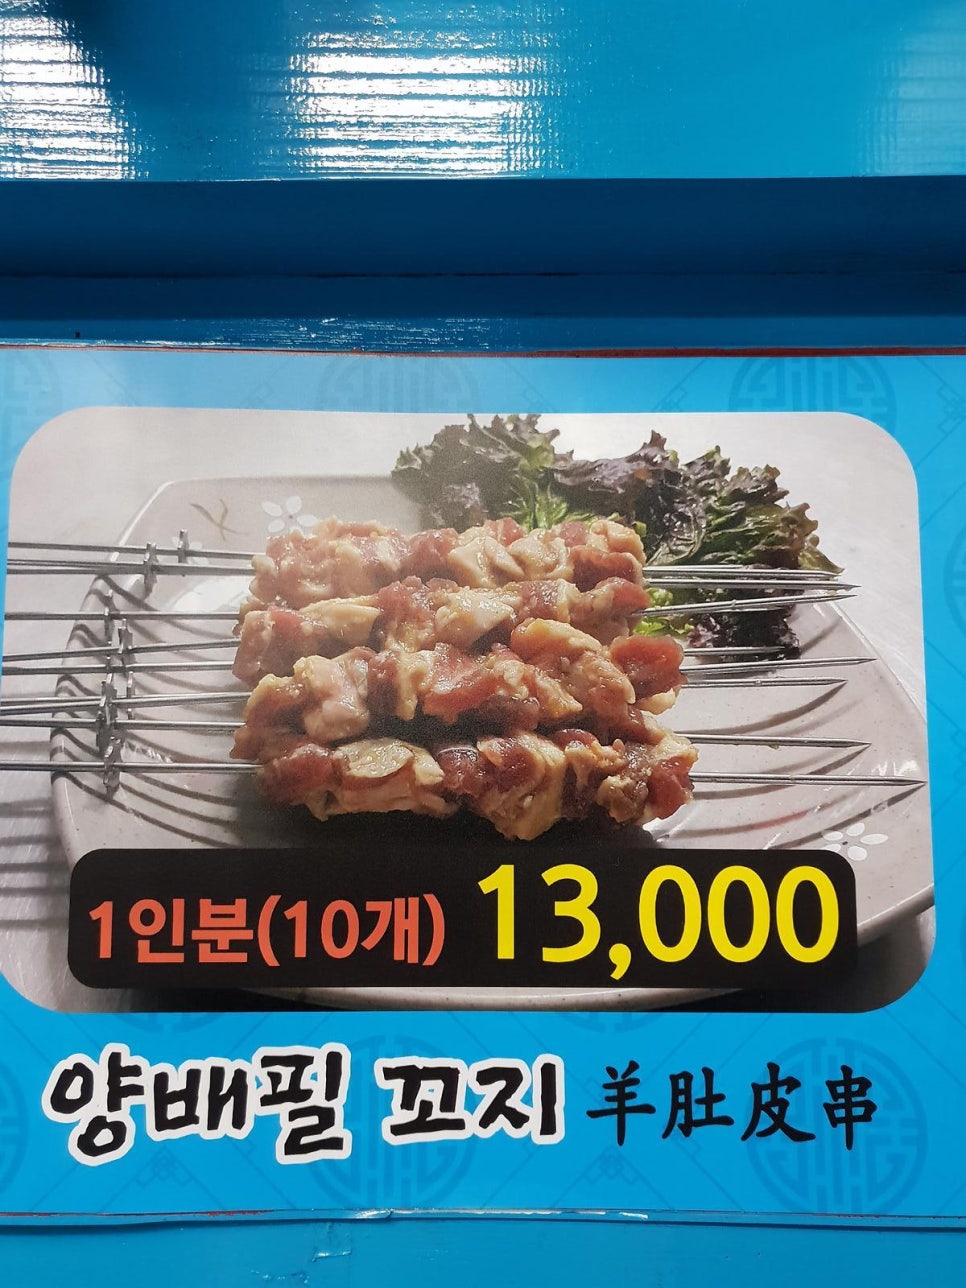 1인분(10개) 13,000
양배필 꼬지 羊肚皮串